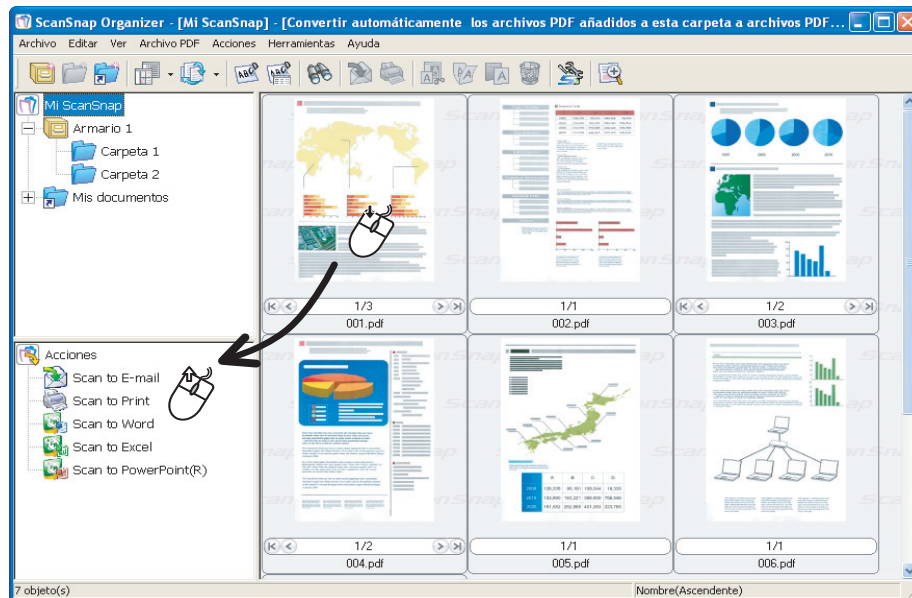 ScanSnap Organizer - [Mi ScanSnap] - [Convertir automáticamente los archivos PDF añadidos a esta carpeta a archivos PDF...
Archivo Editar Ver Archivo PDF Acciones Herramientas Ayuda
Mi ScanSnap
Armario 1
Carpeta 1
Carpeta 2
Mis documentos
1/3
001.pdf
1/1
002.pdf
1/2
003.pdf
Acciones
Scan to E-mail
Scan to Print
Scan to Word
Scan to Excel
Scan to PowerPoint(R)
A B C D
1/2
004.pdf
1/1
005.pdf
1/1
006.pdf
7 objeto(s)
Nombre(Ascendente)